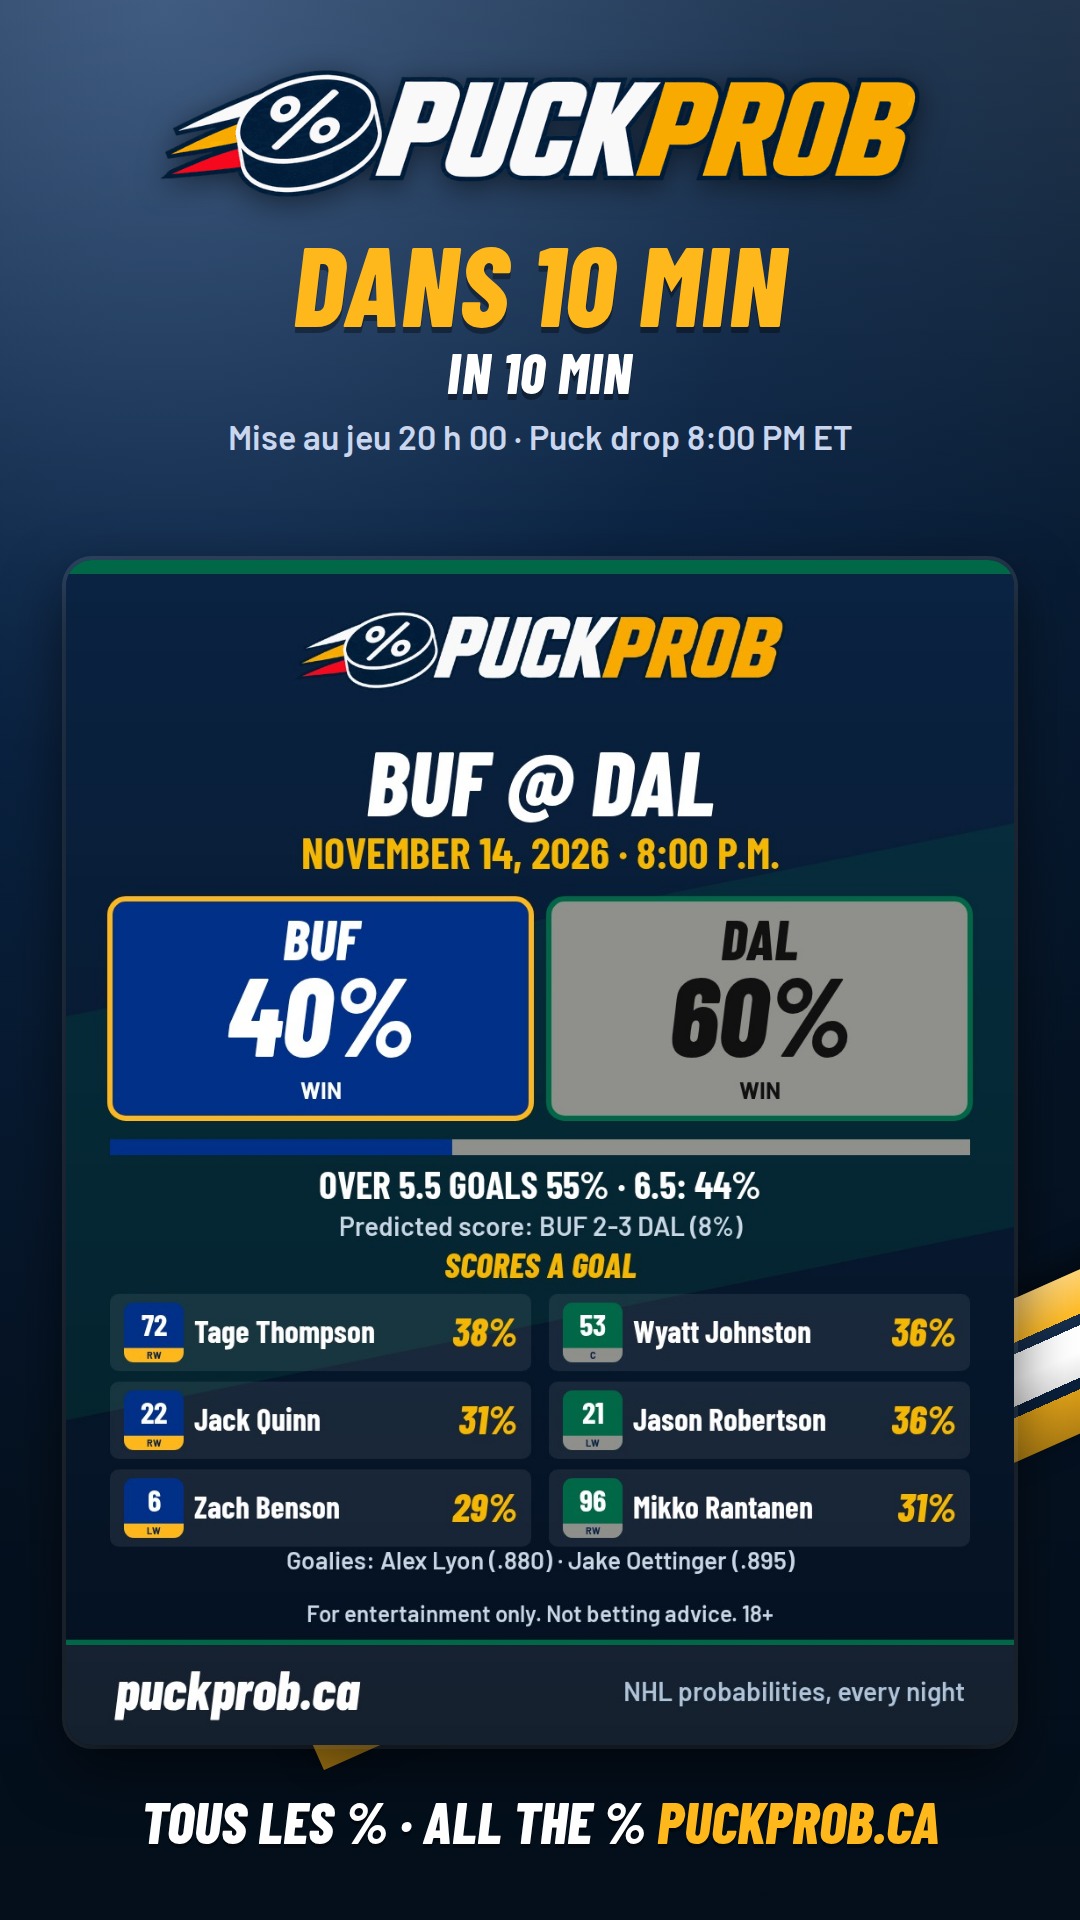 % PUCKPROB
DANS 10 MIN
IN 10 MIN
Mise au jeu 20 h 00 · Puck drop 8:00 PM ET
% PUCKPROB
BUF @ DAL
NOVEMBER 14, 2026 · 8:00 P.M.
BUF
40%
WIN
DAL
60%
WIN
OVER 5.5 GOALS 55% · 6.5: 44%
Predicted score: BUF 2-3 DAL (8%)
SCORES A GOAL
72 RW Tage Thompson 38%
53 C Wyatt Johnston 36%
22 RW Jack Quinn 31%
21 LW Jason Robertson 36%
6 LW Zach Benson 29%
96 RW Mikko Rantanen 31%
Goalies: Alex Lyon (.880) · Jake Oettinger (.895)
For entertainment only. Not betting advice. 18+
puckprob.ca
NHL probabilities, every night
TOUS LES % · ALL THE % PUCKPROB.CA